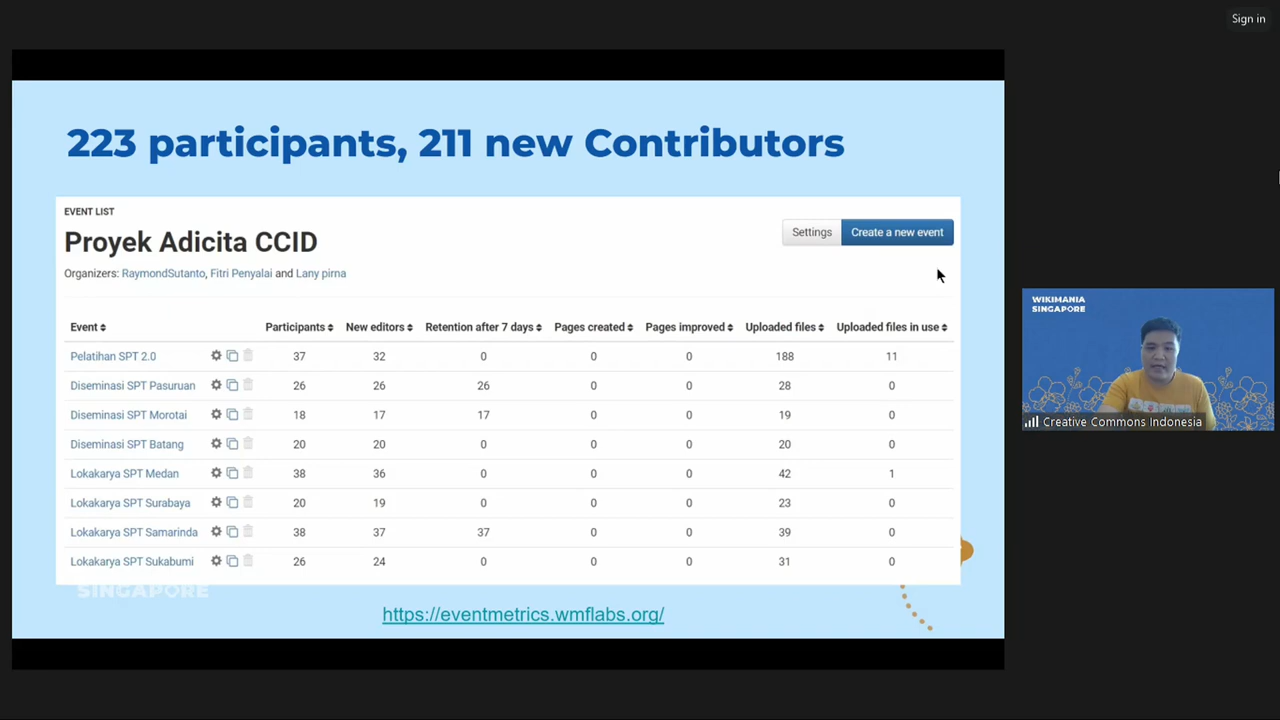 Sign in
223 participants, 211 new Contributors
EVENT LIST
Proyek Adicita CCID
Settings Create a new event
Organizers: RaymondSutanto, Fitri Penyalai and Lany pirna
Event Participants New editors Retention after 7 days Pages created Pages improved Uploaded files Uploaded files in use
Pelatihan SPT 2.0 37 32 0 0 0 188 11
Diseminasi SPT Pasuruan 26 26 26 0 0 28 0
Diseminasi SPT Morotai 18 17 17 0 0 19 0
Diseminasi SPT Batang 20 20 0 0 0 20 0
Lokakarya SPT Medan 38 36 0 0 0 42 1
Lokakarya SPT Surabaya 20 19 0 0 0 23 0
Lokakarya SPT Samarinda 38 37 37 0 0 39 0
Lokakarya SPT Sukabumi 26 24 0 0 0 31 0
SINGAPORE
https://eventmetrics.wmflabs.org/
WIKIMANIA
SINGAPORE
Creative Commons Indonesia